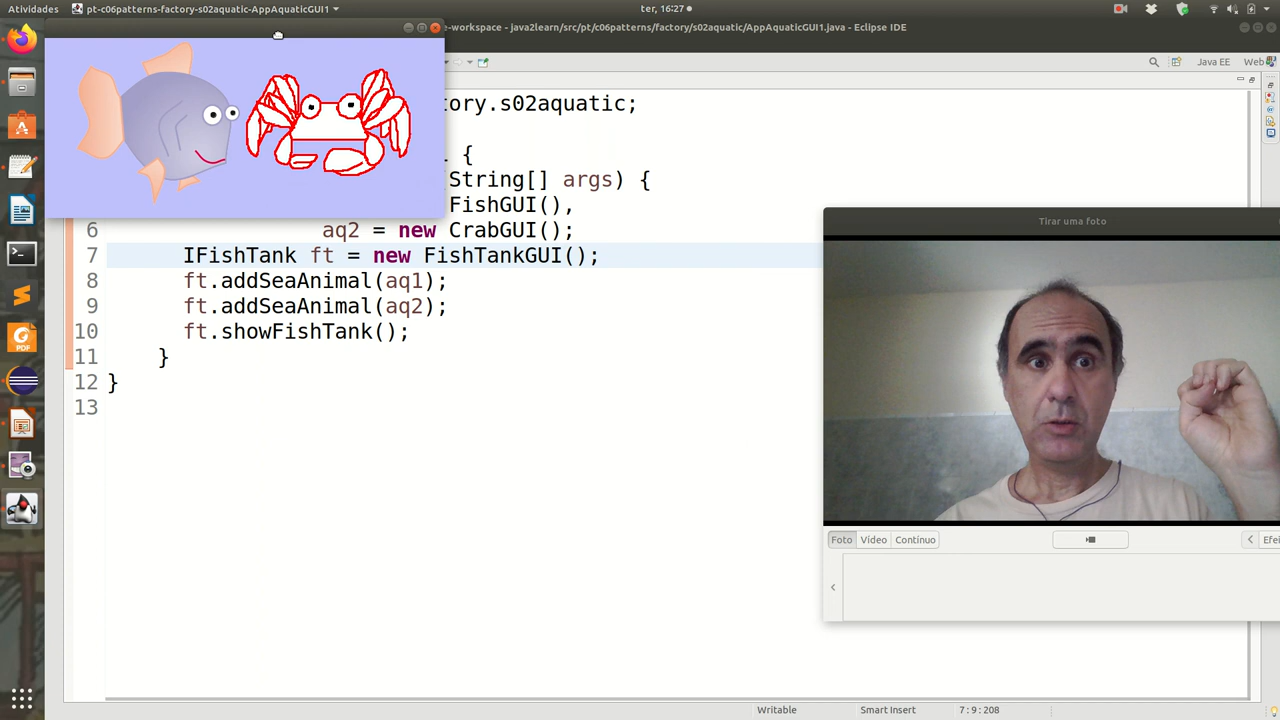 Atividades pt-c06patterns-factory-s02aquatic-AppAquaticGUI1 ter, 16:27
e-workspace - java2learn/src/pt/c06patterns/factory/s02aquatic/AppAquaticGUI1.java - Eclipse IDE
Java EE Web
tory.s02aquatic;
{
String[] args) {
FishGUI(),
6 aq2 = new CrabGUI();
7 IFishTank ft = new FishTankGUI();
8 ft.addSeaAnimal(aq1);
9 ft.addSeaAnimal(aq2);
10 ft.showFishTank();
11 }
12 }
13
Tirar uma foto
Foto Vídeo Contínuo Efei
PDF
Writable Smart Insert 7 : 9 : 208